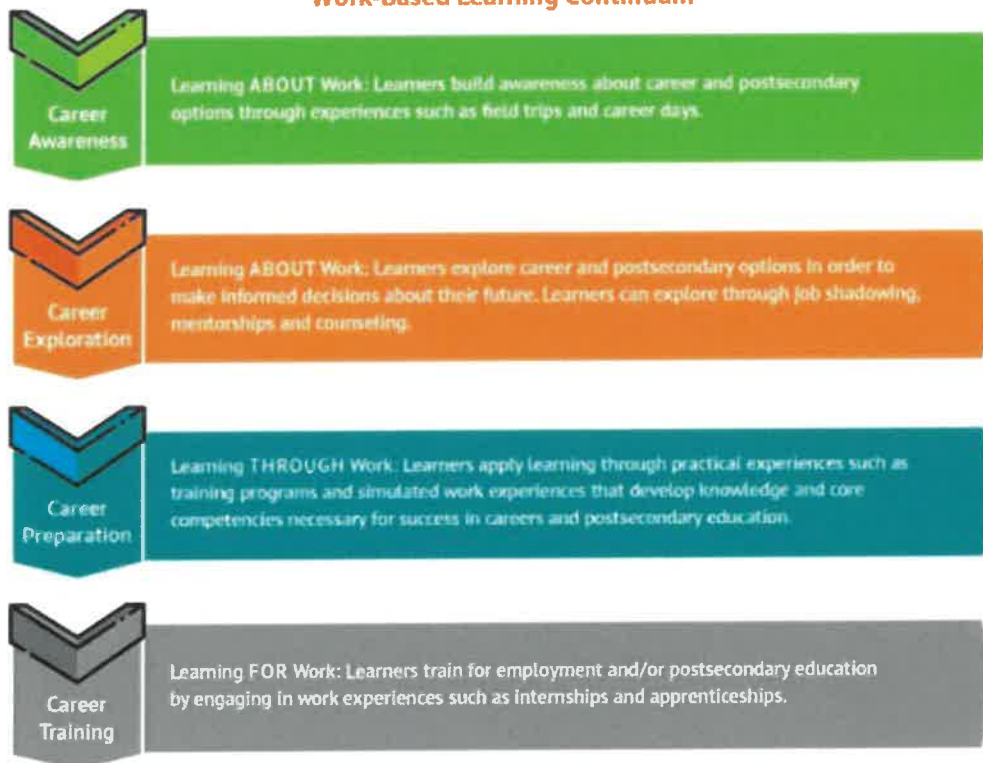 Work-Based Learning Continuum
Career
Awareness
Learning ABOUT Work: Learners build awareness about career and postsecondary
options through experiences such as field trips and career days.
Career
Exploration
Learning ABOUT Work: Learners explore career and postsecondary options in order to
make informed decisions about their future. Learners can explore through job shadowing,
mentorships and counseling.
Career
Preparation
Learning THROUGH Work: Learners apply learning through practical experiences such as
training programs and simulated work experiences that develop knowledge and core
competencies necessary for success in careers and postsecondary education.
Career
Training
Learning FOR Work: Learners train for employment and/or postsecondary education
by engaging in work experiences such as internships and apprenticeships.